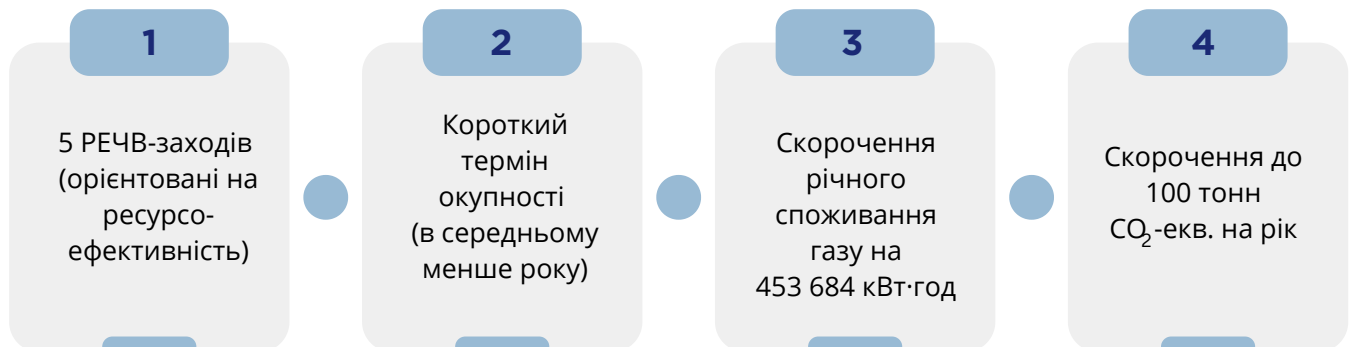 1
5 РЕЧВ-заходів
(орієнтовані на
ресурсо-
ефективність)
2
Короткий
термін
окупності
(в середньому
менше року)
3
Скорочення
річного
споживання
газу на
453 684 кВт·год
4
Скорочення до
100 тонн
CO₂-екв. на рік